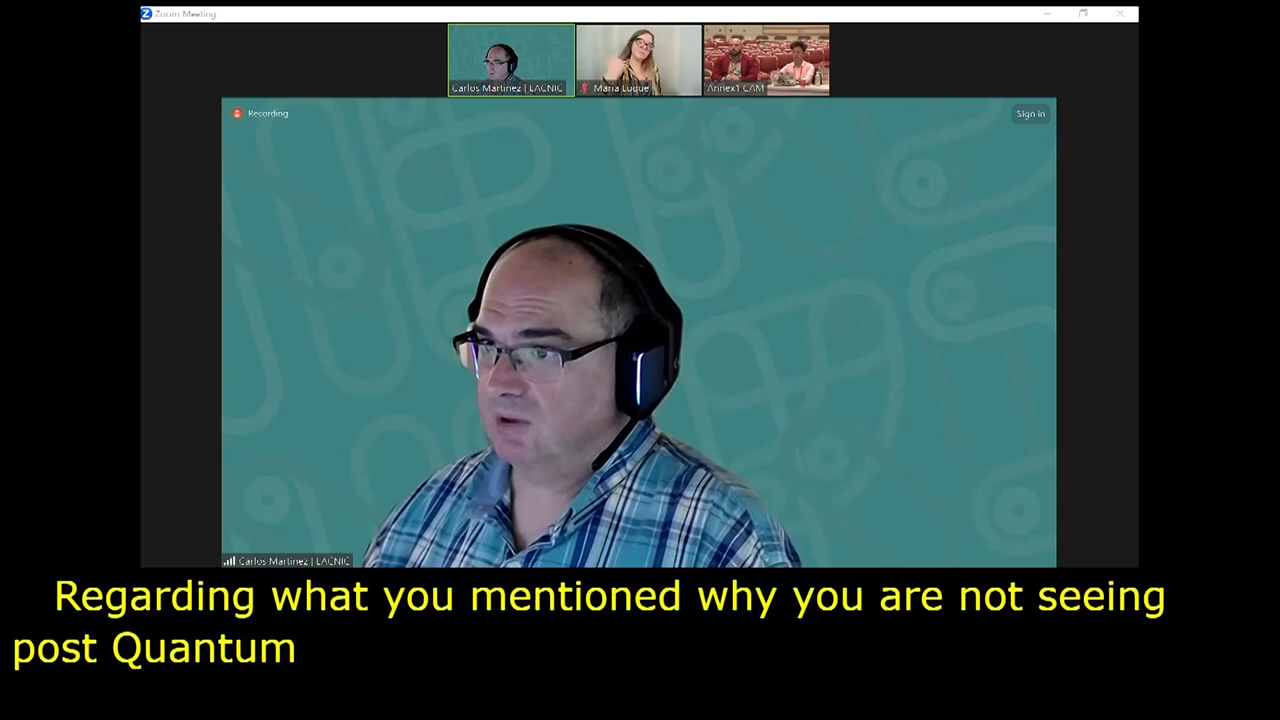 Zoom Meeting
Carlos Martinez | LACNIC
Maria Luque
Annex1 CAM
Recording
Sign in
Carlos Martinez | LACNIC
Regarding what you mentioned why you are not seeing
post Quantum